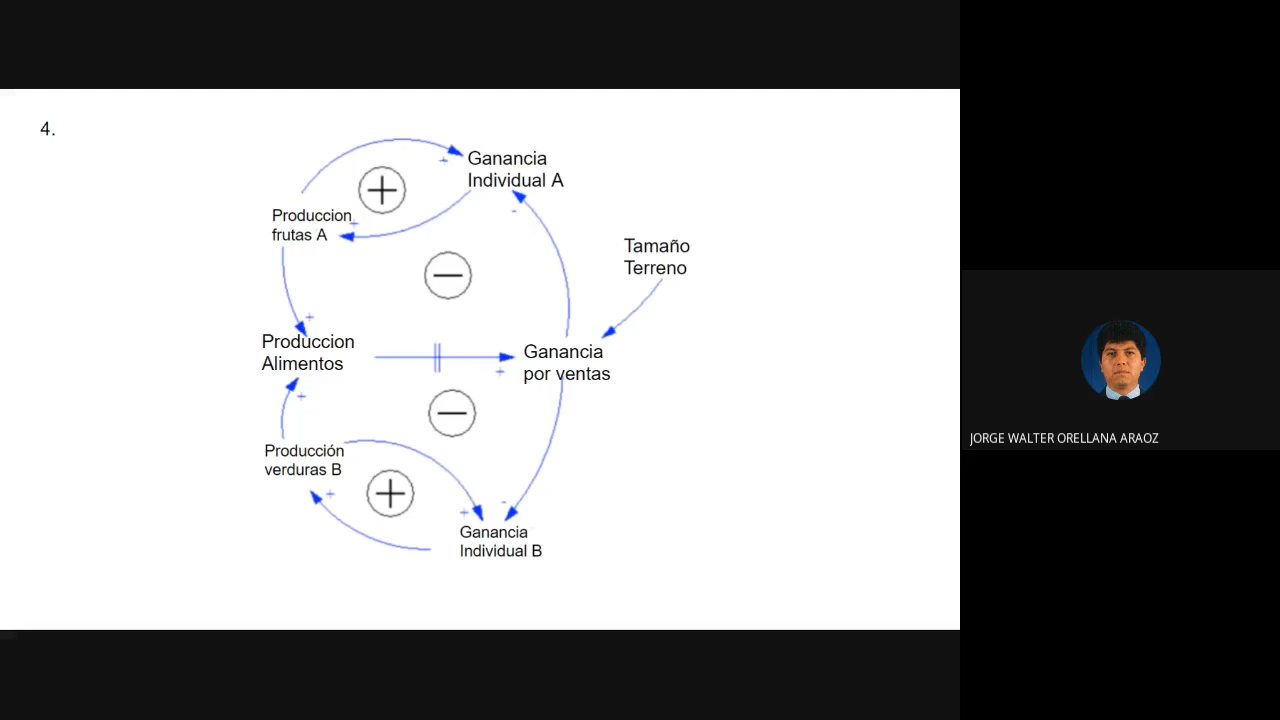 4.
Ganancia
Individual A
+
+
Produccion
frutas A
+
-
Tamaño
Terreno
−
+
Produccion
Alimentos
Ganancia
por ventas
+
+
−
Producción
verduras B
+
+
-
+
Ganancia
Individual B
JORGE WALTER ORELLANA ARAOZ